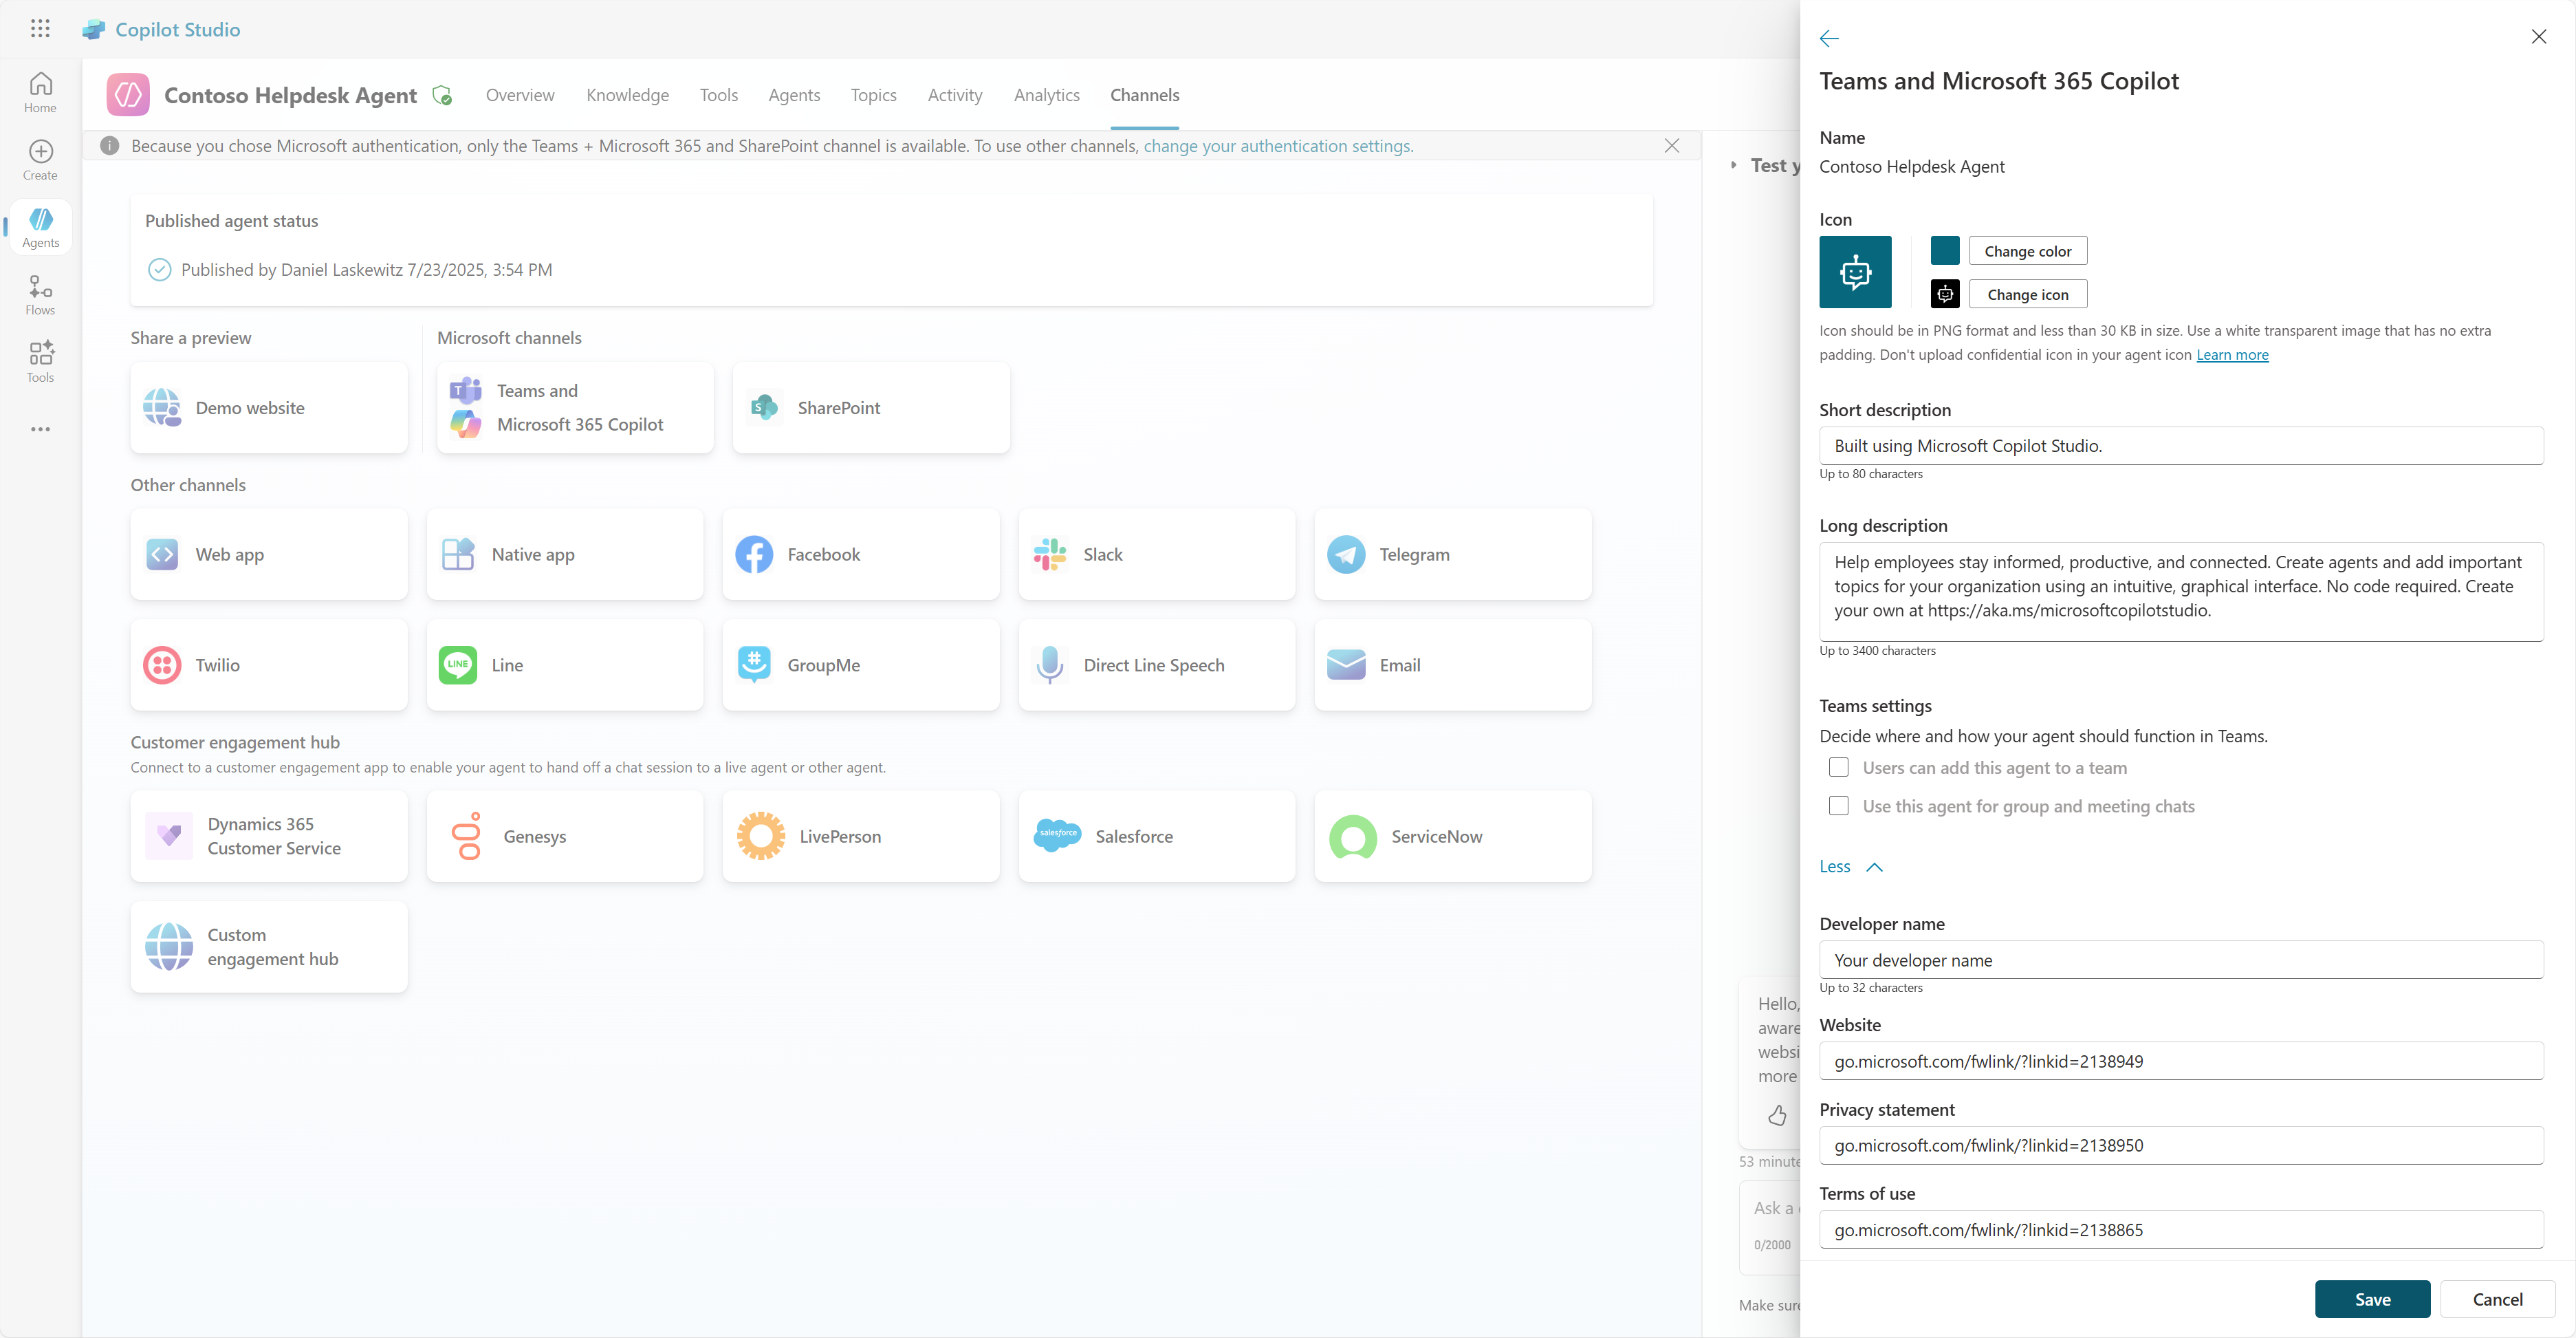 Copilot Studio
Home
Create
Agents
Flows
Tools
Contoso Helpdesk Agent
Overview
Knowledge
Tools
Agents
Topics
Activity
Analytics
Channels
Because you chose Microsoft authentication, only the Teams + Microsoft 365 and SharePoint channel is available. To use other channels, change your authentication settings.
Published agent status
Published by Daniel Laskewitz 7/23/2025, 3:54 PM
Share a preview
Demo website
Microsoft channels
Teams and
Microsoft 365 Copilot
SharePoint
Other channels
Web app
Native app
Facebook
Slack
Telegram
Twilio
LINE
Line
GroupMe
Direct Line Speech
Email
Customer engagement hub
Connect to a customer engagement app to enable your agent to hand off a chat session to a live agent or other agent.
Dynamics 365
Customer Service
Genesys
LivePerson
salesforce
Salesforce
ServiceNow
Custom
engagement hub
Test y
Hello,
aware
websi
more
53 minute
Ask a
0/2000
Make sure
Teams and Microsoft 365 Copilot
Name
Contoso Helpdesk Agent
Icon
Change color
Change icon
Icon should be in PNG format and less than 30 KB in size. Use a white transparent image that has no extra
padding. Don't upload confidential icon in your agent icon Learn more
Short description
Built using Microsoft Copilot Studio.
Up to 80 characters
Long description
Help employees stay informed, productive, and connected. Create agents and add important
topics for your organization using an intuitive, graphical interface. No code required. Create
your own at https://aka.ms/microsoftcopilotstudio.
Up to 3400 characters
Teams settings
Decide where and how your agent should function in Teams.
Users can add this agent to a team
Use this agent for group and meeting chats
Less
Developer name
Your developer name
Up to 32 characters
Website
go.microsoft.com/fwlink/?linkid=2138949
Privacy statement
go.microsoft.com/fwlink/?linkid=2138950
Terms of use
go.microsoft.com/fwlink/?linkid=2138865
Save
Cancel